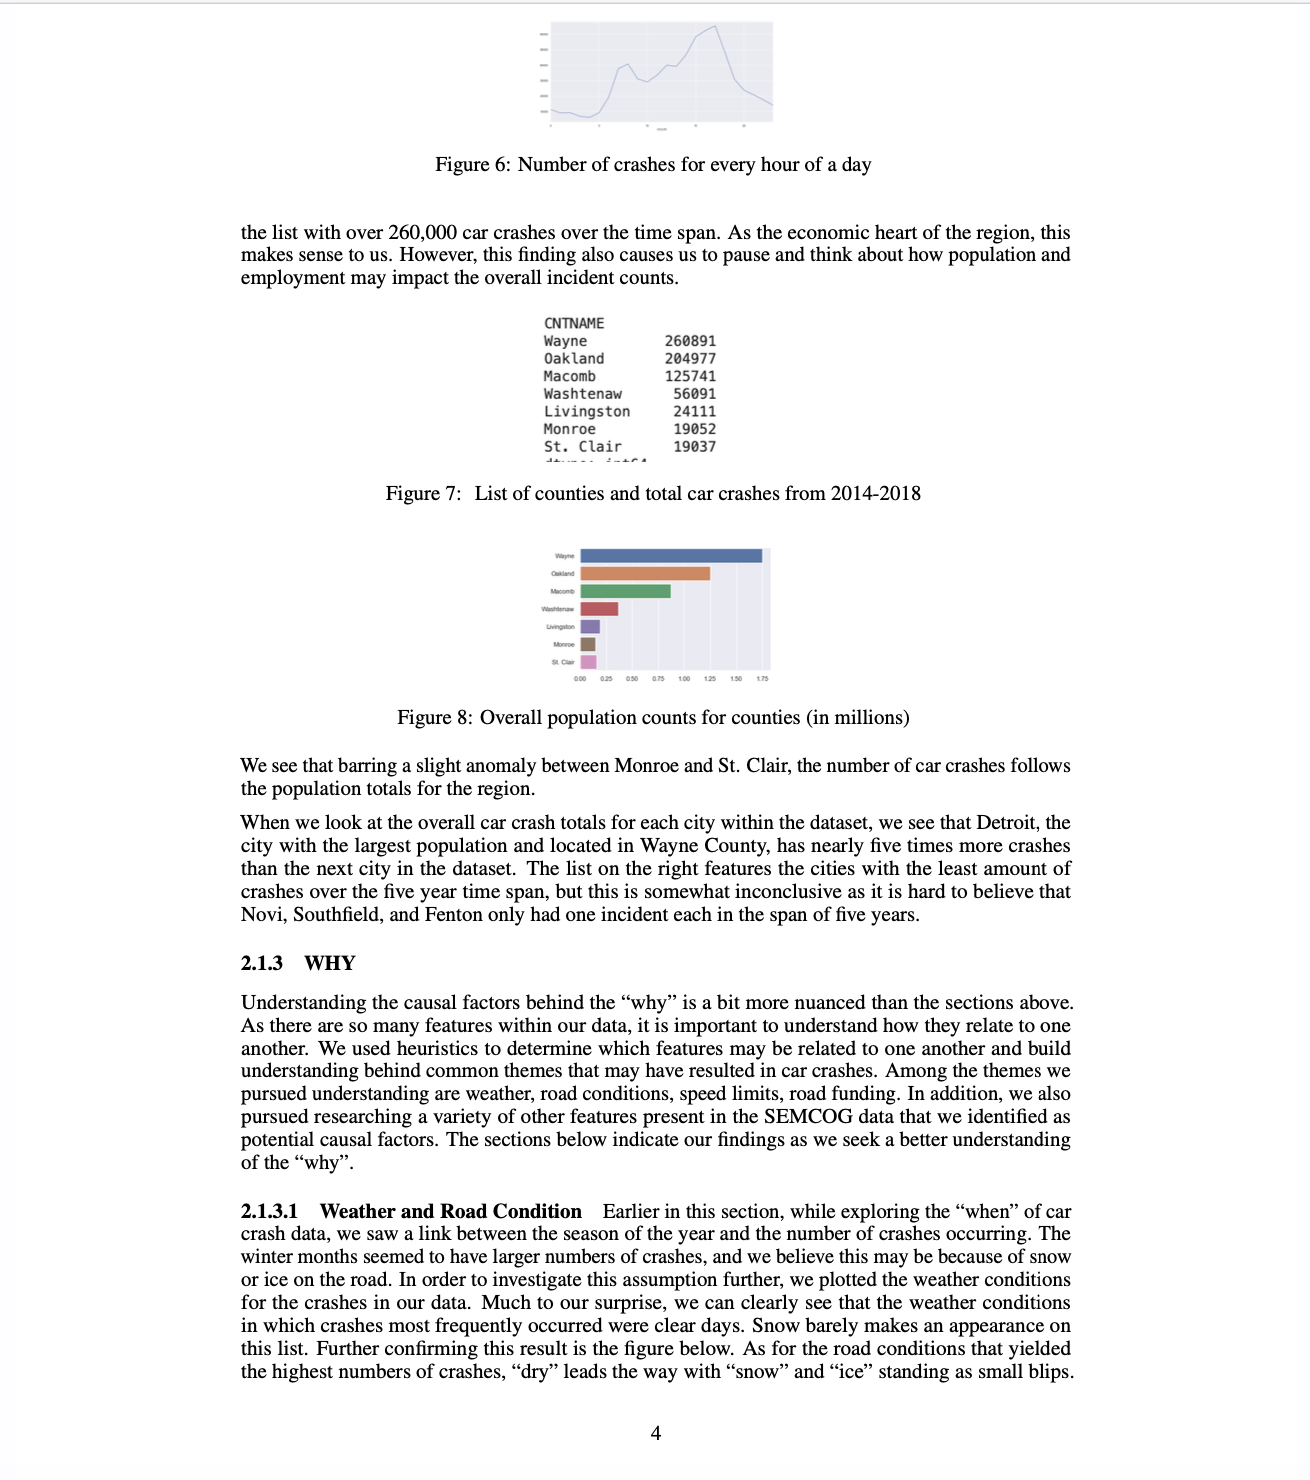 Figure 6: Number of crashes for every hour of a day
the list with over 260,000 car crashes over the time span. As the economic heart of the region, this
makes sense to us. However, this finding also causes us to pause and think about how population and
employment may impact the overall incident counts.
CNTNAME
Wayne 260891
Oakland 204977
Macomb 125741
Washtenaw 56091
Livingston 24111
Monroe 19052
St. Clair 19037
Figure 7: List of counties and total car crashes from 2014-2018
Wayne
Oakland
Macomb
Washtenaw
Livingston
Monroe
St. Clair
0.00 0.25 0.50 0.75 1.00 1.25 1.50 1.75
Figure 8: Overall population counts for counties (in millions)
We see that barring a slight anomaly between Monroe and St. Clair, the number of car crashes follows
the population totals for the region.
When we look at the overall car crash totals for each city within the dataset, we see that Detroit, the
city with the largest population and located in Wayne County, has nearly five times more crashes
than the next city in the dataset. The list on the right features the cities with the least amount of
crashes over the five year time span, but this is somewhat inconclusive as it is hard to believe that
Novi, Southfield, and Fenton only had one incident each in the span of five years.
2.1.3 WHY
Understanding the causal factors behind the “why” is a bit more nuanced than the sections above.
As there are so many features within our data, it is important to understand how they relate to one
another. We used heuristics to determine which features may be related to one another and build
understanding behind common themes that may have resulted in car crashes. Among the themes we
pursued understanding are weather, road conditions, speed limits, road funding. In addition, we also
pursued researching a variety of other features present in the SEMCOG data that we identified as
potential causal factors. The sections below indicate our findings as we seek a better understanding
of the “why”.
2.1.3.1 Weather and Road Condition Earlier in this section, while exploring the “when” of car
crash data, we saw a link between the season of the year and the number of crashes occurring. The
winter months seemed to have larger numbers of crashes, and we believe this may be because of snow
or ice on the road. In order to investigate this assumption further, we plotted the weather conditions
for the crashes in our data. Much to our surprise, we can clearly see that the weather conditions
in which crashes most frequently occurred were clear days. Snow barely makes an appearance on
this list. Further confirming this result is the figure below. As for the road conditions that yielded
the highest numbers of crashes, “dry” leads the way with “snow” and “ice” standing as small blips.
4